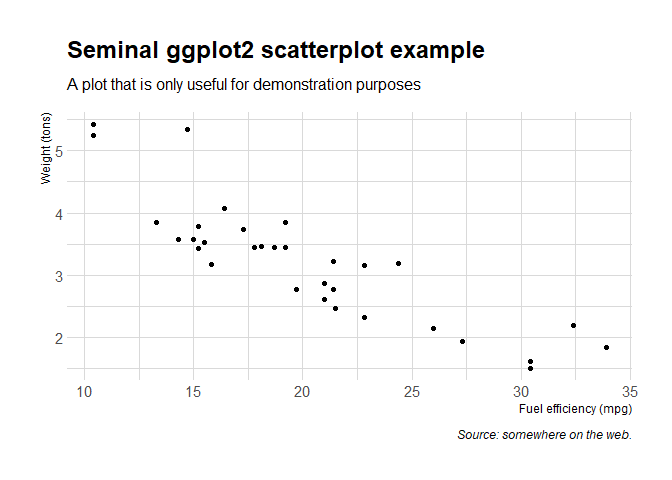 Seminal ggplot2 scatterplot example
A plot that is only useful for demonstration purposes
Weight (tons)
5
4
3
2
10 15 20 25 30 35
Fuel efficiency (mpg)
Source: somewhere on the web.